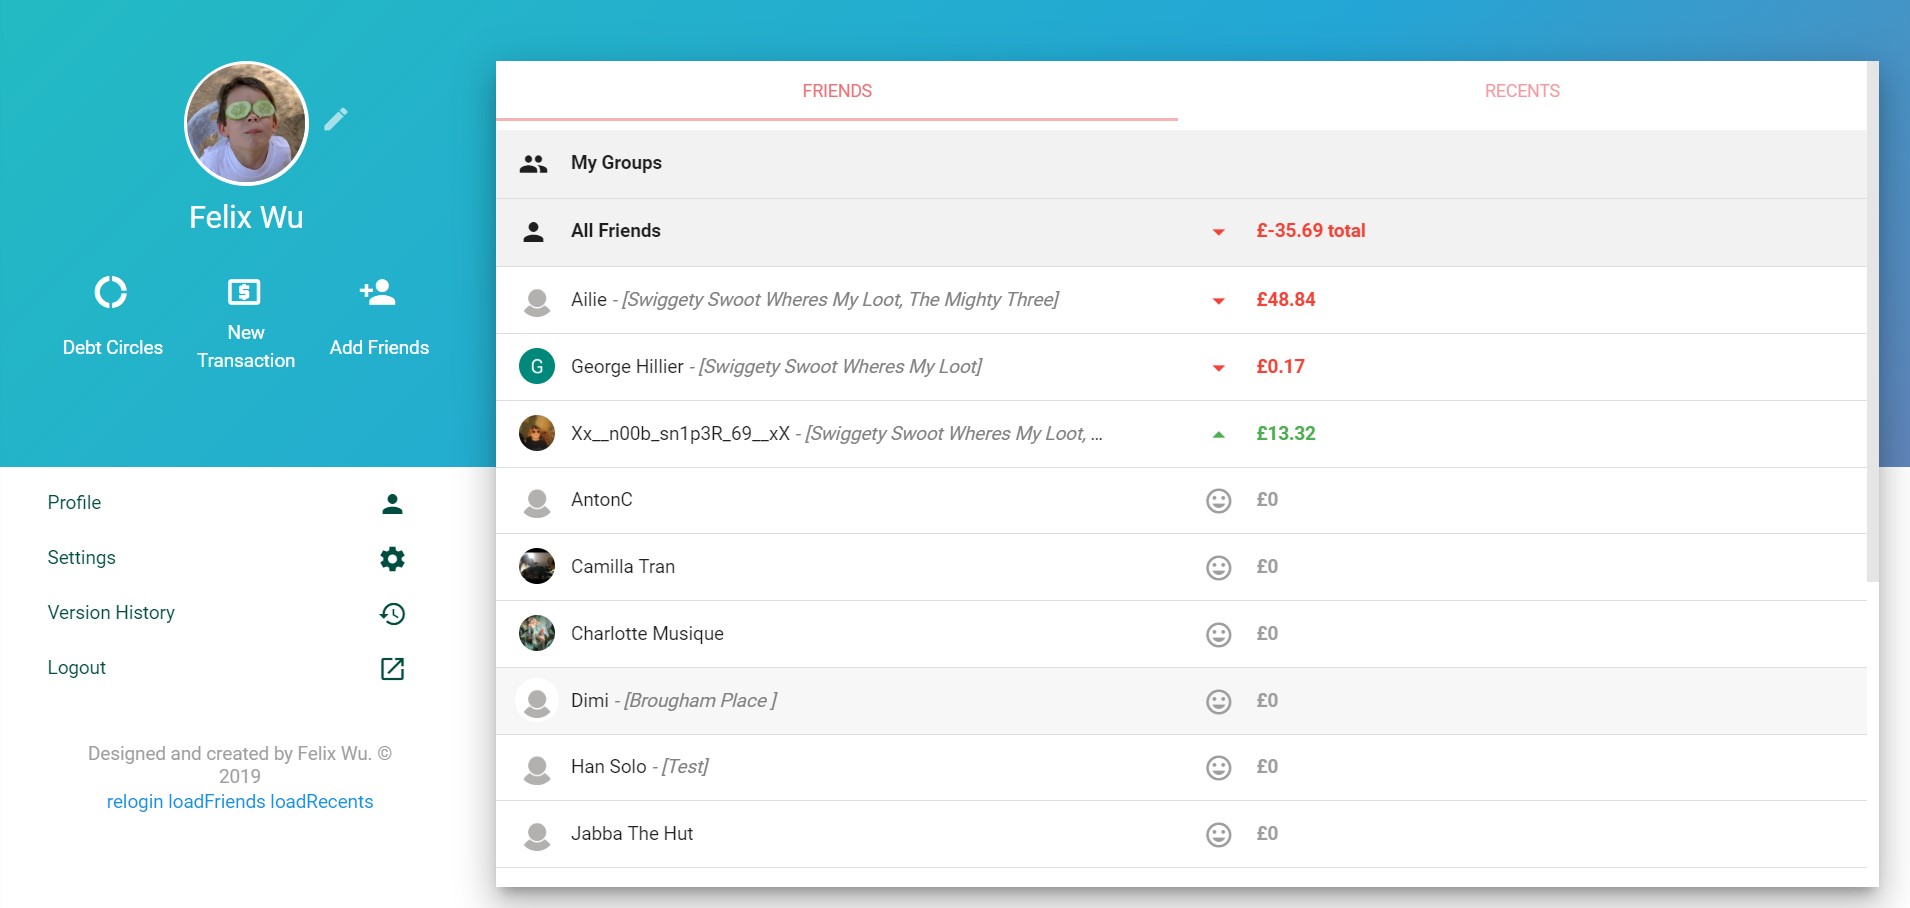 Felix Wu
Debt Circles
New
Transaction
Add Friends
Profile
Settings
Version History
Logout
Designed and created by Felix Wu. ©
2019
relogin loadFriends loadRecents
FRIENDS
RECENTS
My Groups
All Friends £-35.69 total
Ailie - [Swiggety Swoot Wheres My Loot, The Mighty Three] £48.84
G George Hillier - [Swiggety Swoot Wheres My Loot] £0.17
Xx__n00b_sn1p3R_69__xX - [Swiggety Swoot Wheres My Loot, ... £13.32
AntonC £0
Camilla Tran £0
Charlotte Musique £0
Dimi - [Brougham Place ] £0
Han Solo - [Test] £0
Jabba The Hut £0